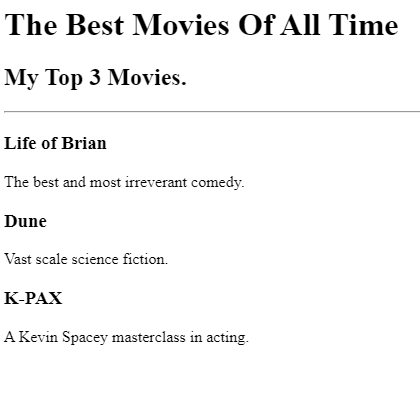 The Best Movies Of All Time
My Top 3 Movies.
Life of Brian
The best and most irreverant comedy.
Dune
Vast scale science fiction.
K-PAX
A Kevin Spacey masterclass in acting.